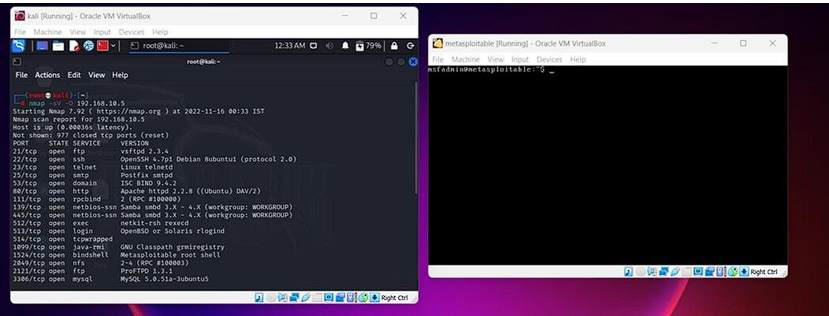 kali [Running] - Oracle VM VirtualBox
File Machine View Input Devices Help
root@kali: ~ 12:33 AM 79%
root@kali: ~
File Actions Edit View Help
(root💀kali)-[~]
# nmap -sV -O 192.168.10.5
Starting Nmap 7.92 ( https://nmap.org ) at 2022-11-16 00:33 IST
Nmap scan report for 192.168.10.5
Host is up (0.00036s latency).
Not shown: 977 closed tcp ports (reset)
PORT STATE SERVICE VERSION
21/tcp open ftp vsftpd 2.3.4
22/tcp open ssh OpenSSH 4.7p1 Debian 8ubuntu1 (protocol 2.0)
23/tcp open telnet Linux telnetd
25/tcp open smtp Postfix smtpd
53/tcp open domain ISC BIND 9.4.2
80/tcp open http Apache httpd 2.2.8 ((Ubuntu) DAV/2)
111/tcp open rpcbind 2 (RPC #100000)
139/tcp open netbios-ssn Samba smbd 3.X - 4.X (workgroup: WORKGROUP)
445/tcp open netbios-ssn Samba smbd 3.X - 4.X (workgroup: WORKGROUP)
512/tcp open exec netkit-rsh rexecd
513/tcp open login OpenBSD or Solaris rlogind
514/tcp open tcpwrapped
1099/tcp open java-rmi GNU Classpath grmiregistry
1524/tcp open bindshell Metasploitable root shell
2049/tcp open nfs 2-4 (RPC #100003)
2121/tcp open ftp ProFTPD 1.3.1
3306/tcp open mysql MySQL 5.0.51a-3ubuntu5
Right Ctrl
metasploitable [Running] - Oracle VM VirtualBox
File Machine View Input Devices Help
msfadmin@metasploitable:~$ _
Right Ctrl